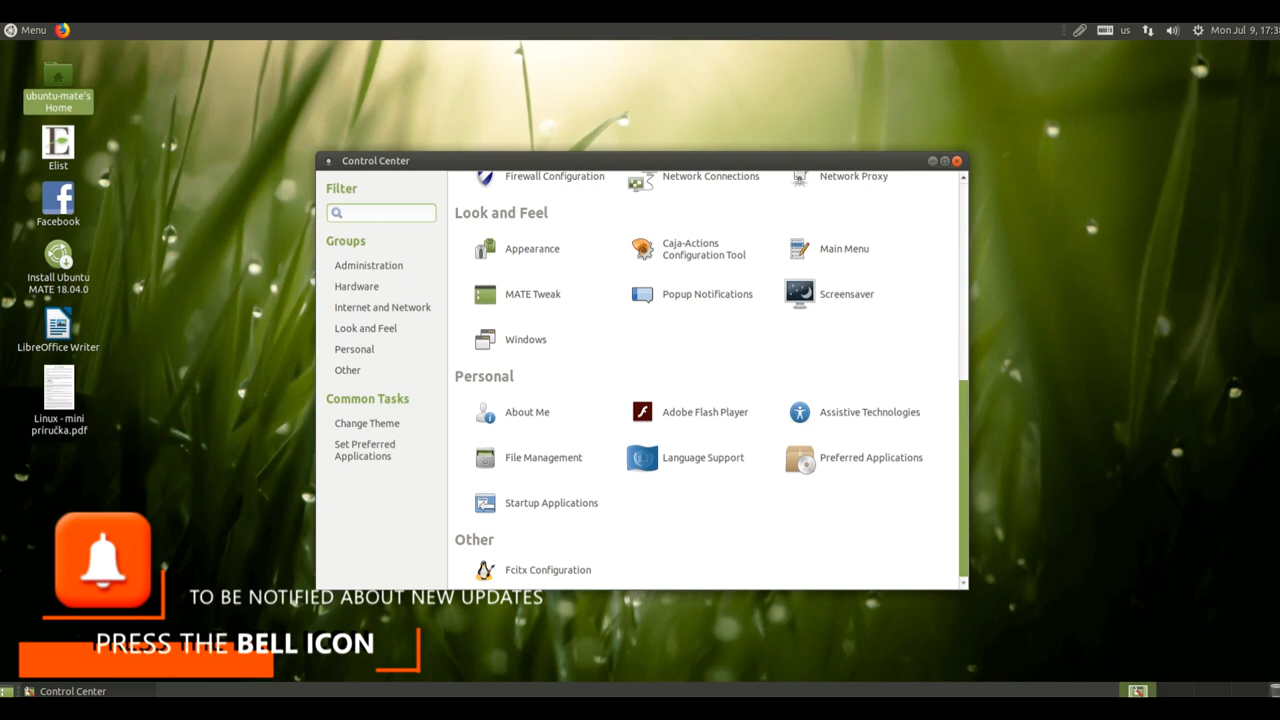 Menu
us
Mon Jul 9, 17:3
ubuntu-mate's
Home
Elist
Facebook
Install Ubuntu
MATE 18.04.0
LibreOffice Writer
Linux - mini
priručka.pdf
Control Center
Filter
Groups
Administration
Hardware
Internet and Network
Look and Feel
Personal
Other
Common Tasks
Change Theme
Set Preferred
Applications
Firewall Configuration
Network Connections
Network Proxy
Look and Feel
Appearance
Caja-Actions
Configuration Tool
Main Menu
MATE Tweak
Popup Notifications
Screensaver
Windows
Personal
About Me
Adobe Flash Player
Assistive Technologies
File Management
Language Support
Preferred Applications
Startup Applications
Other
Fcitx Configuration
TO BE NOTIFIED ABOUT NEW UPDATES
PRESS THE BELL ICON
Control Center